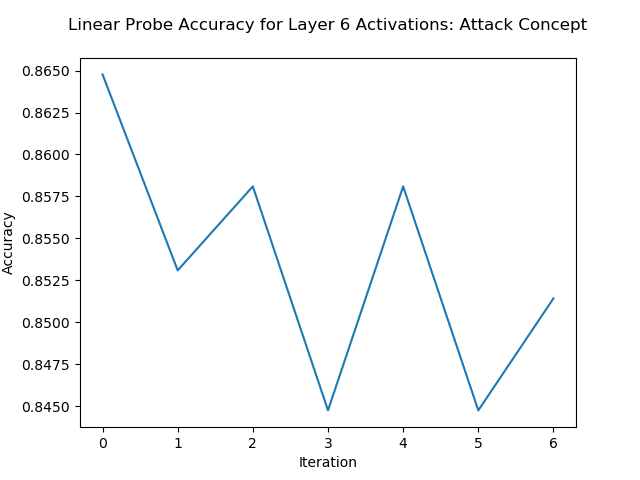 Linear Probe Accuracy for Layer 6 Activations: Attack Concept
0.8650
0.8625
0.8600
0.8575
0.8550
0.8525
0.8500
0.8475
0.8450
Accuracy
0 1 2 3 4 5 6
Iteration